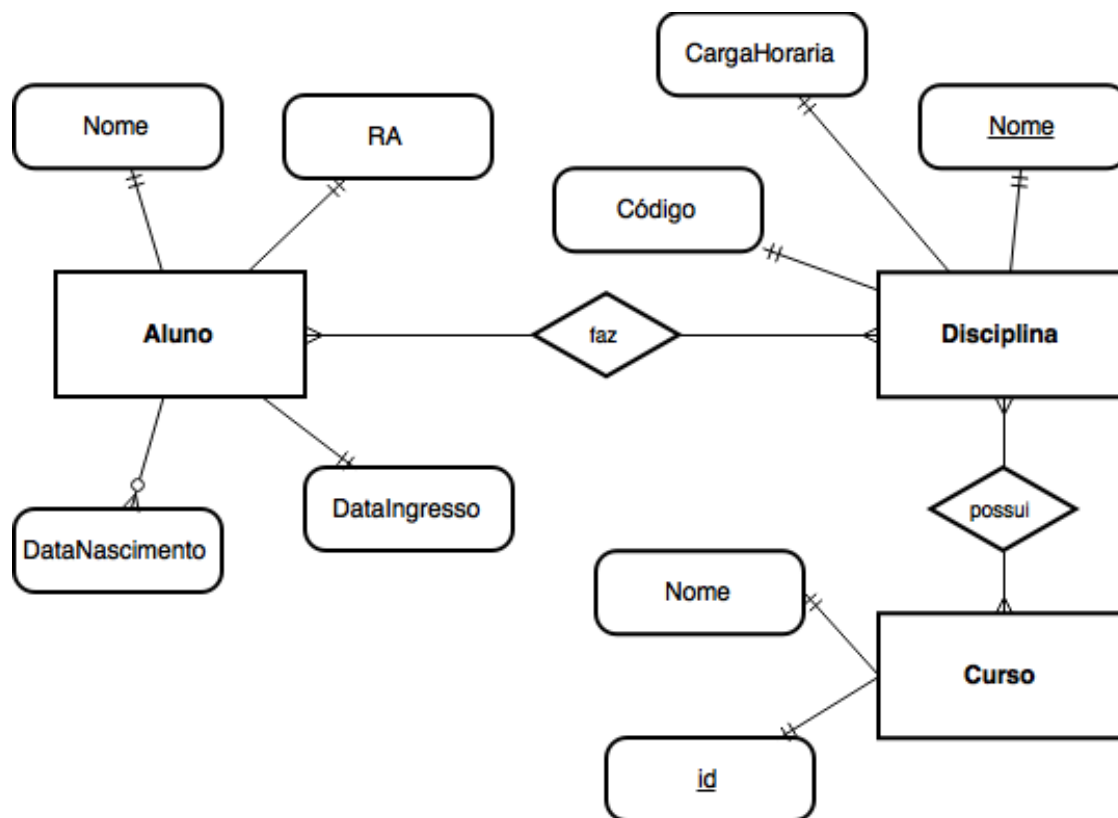 CargaHoraria
Nome
RA
Nome
Código
Aluno
faz
Disciplina
DataIngresso
DataNascimento
possui
Nome
Curso
id